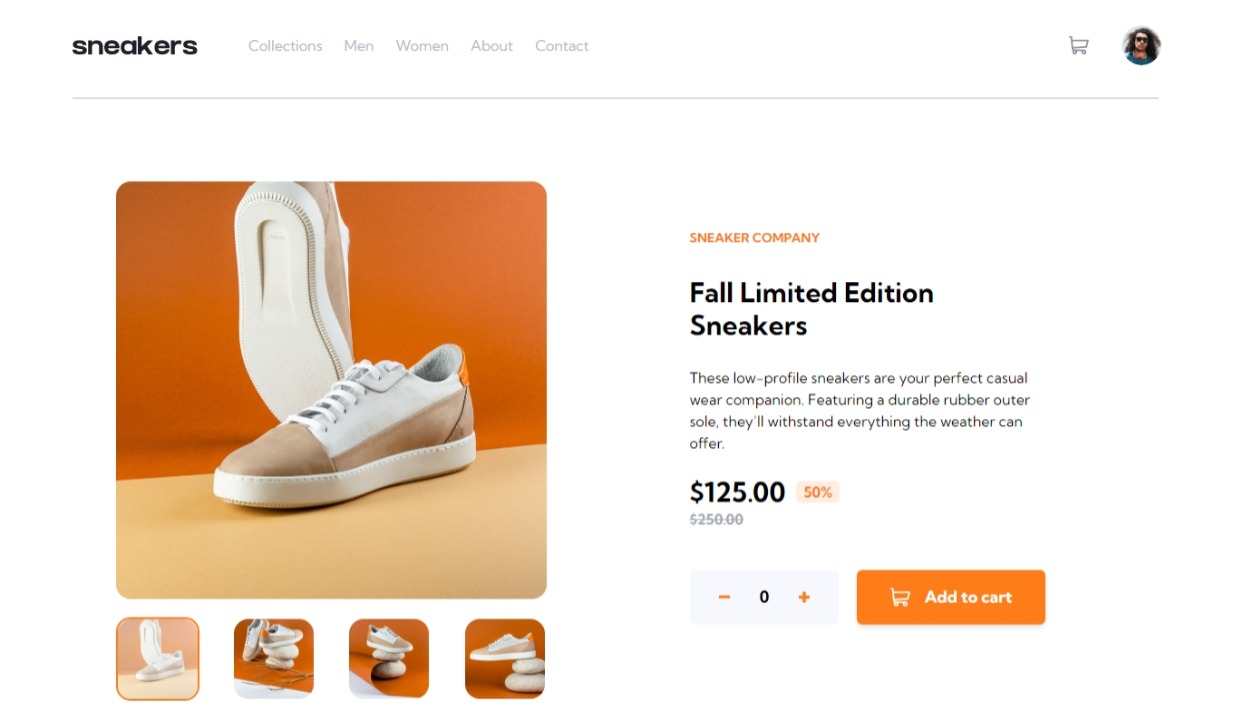 sneakers
Collections Men Women About Contact
SNEAKER COMPANY
Fall Limited Edition
Sneakers
These low-profile sneakers are your perfect casual
wear companion. Featuring a durable rubber outer
sole, they'll withstand everything the weather can
offer.
$125.00 50%
$250.00
− 0 +
Add to cart